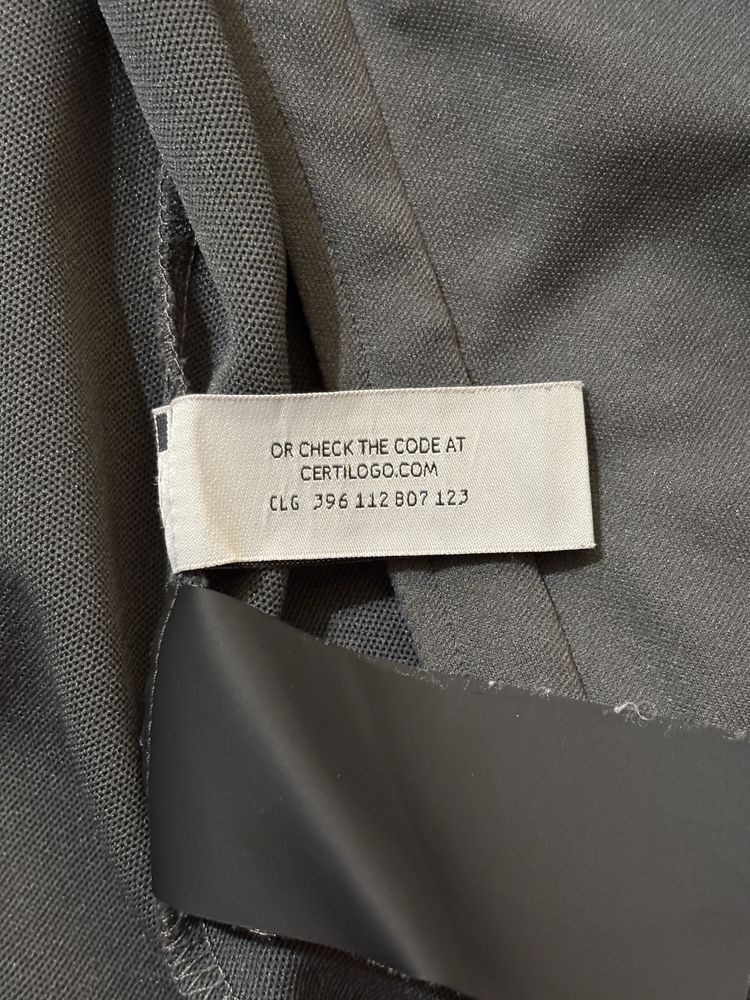 OR CHECK THE CODE AT
CERTILOGO.COM
CLG 396 112 807 123